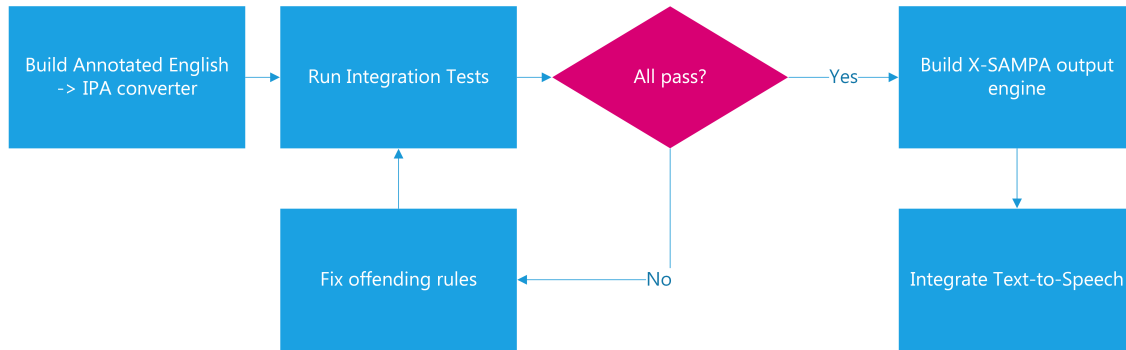 Build Annotated English
-> IPA converter
Run Integration Tests
All pass?
Yes
Build X-SAMPA output
engine
Fix offending rules
No
Integrate Text-to-Speech